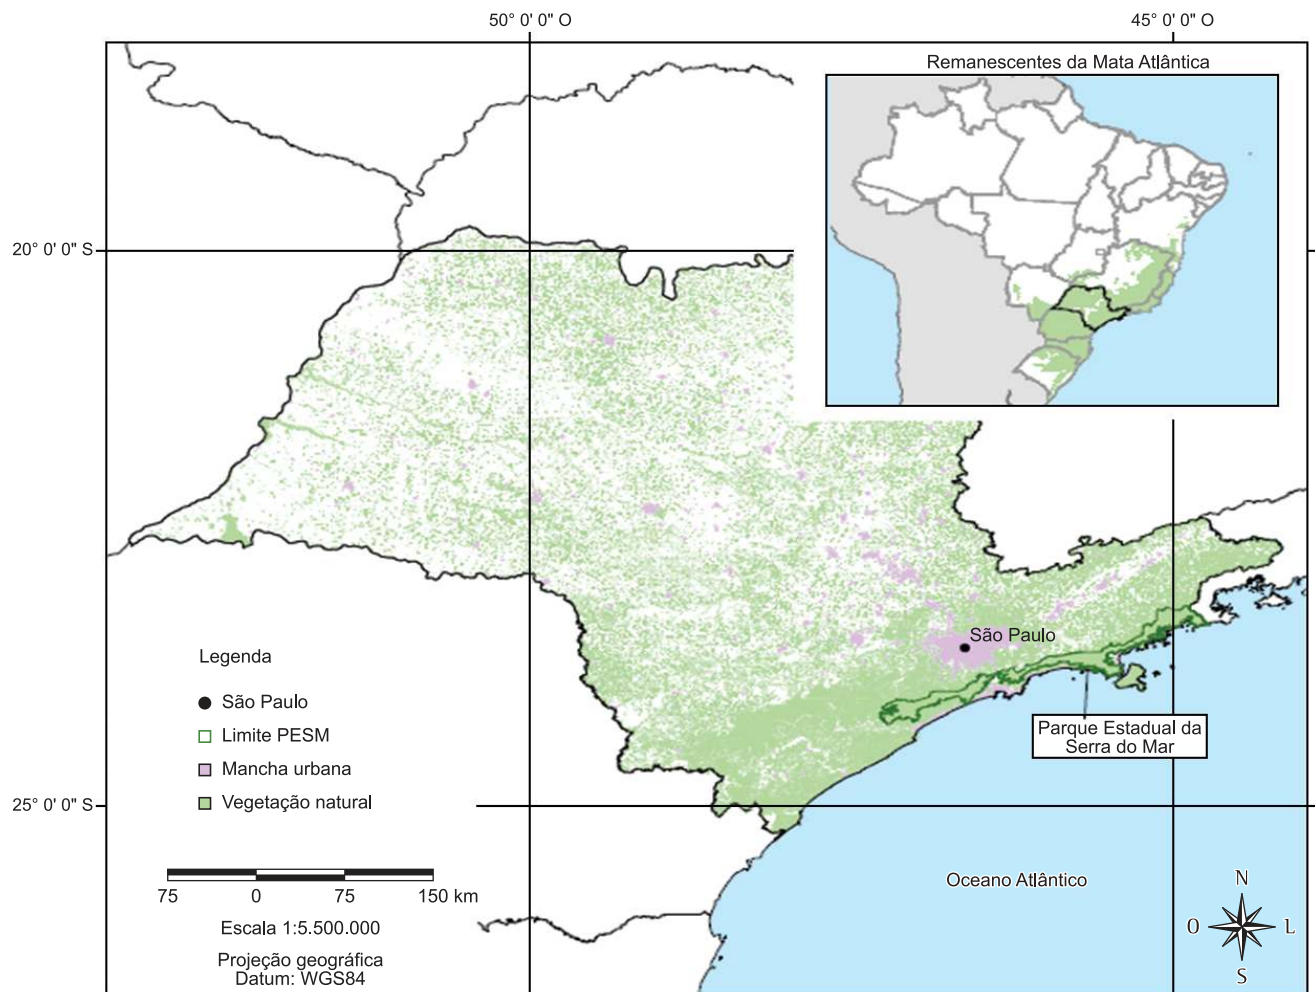 50° 0' 0" O
45° 0' 0" O
Remanescentes da Mata Atlântica
20° 0' 0" S
São Paulo
Legenda
São Paulo
Limite PESM
Mancha urbana
Vegetação natural
Parque Estadual da
Serra do Mar
25° 0' 0" S
75 0 75 150 km
Escala 1:5.500.000
Projeção geográfica
Datum: WGS84
Oceano Atlântico
N
O L
S